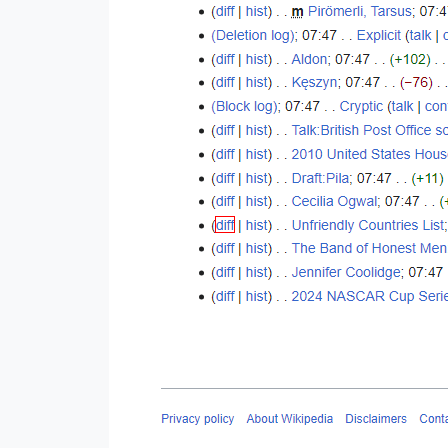 (diff | hist) . . m Pirömerli, Tarsus; 07:4
(Deletion log); 07:47 . . Explicit (talk |
(diff | hist) . . Aldon; 07:47 . . (+102) . .
(diff | hist) . . Kęszyn; 07:47 . . (−76) . .
(Block log); 07:47 . . Cryptic (talk | con
(diff | hist) . . Talk:British Post Office sc
(diff | hist) . . 2010 United States Hous
(diff | hist) . . Draft:Pila; 07:47 . . (+11)
(diff | hist) . . Cecilia Ogwal; 07:47 . . (
(diff | hist) . . Unfriendly Countries List;
(diff | hist) . . The Band of Honest Men
(diff | hist) . . Jennifer Coolidge; 07:47
(diff | hist) . . 2024 NASCAR Cup Serie
Privacy policy About Wikipedia Disclaimers Conta